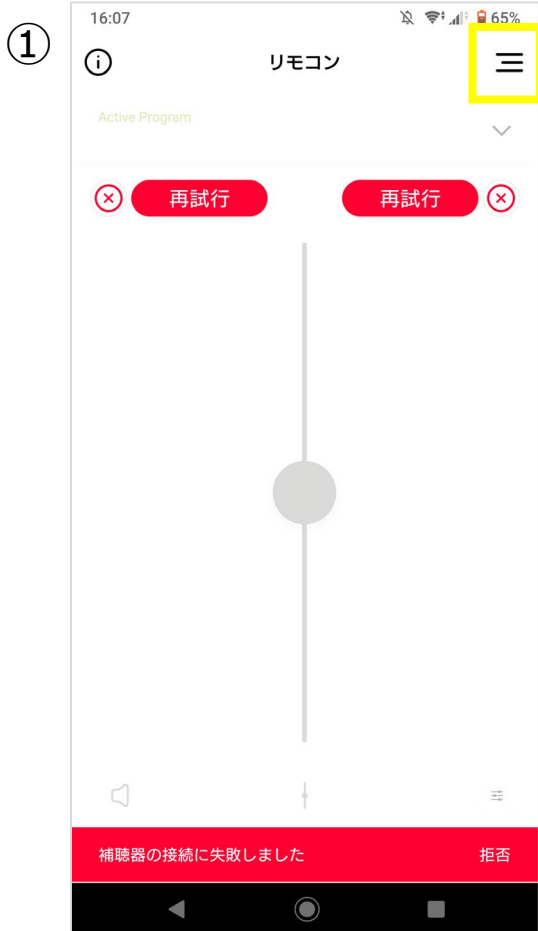 ①
16:07 65%
リモコン
Active Program
再試行 再試行
補聴器の接続に失敗しました 拒否